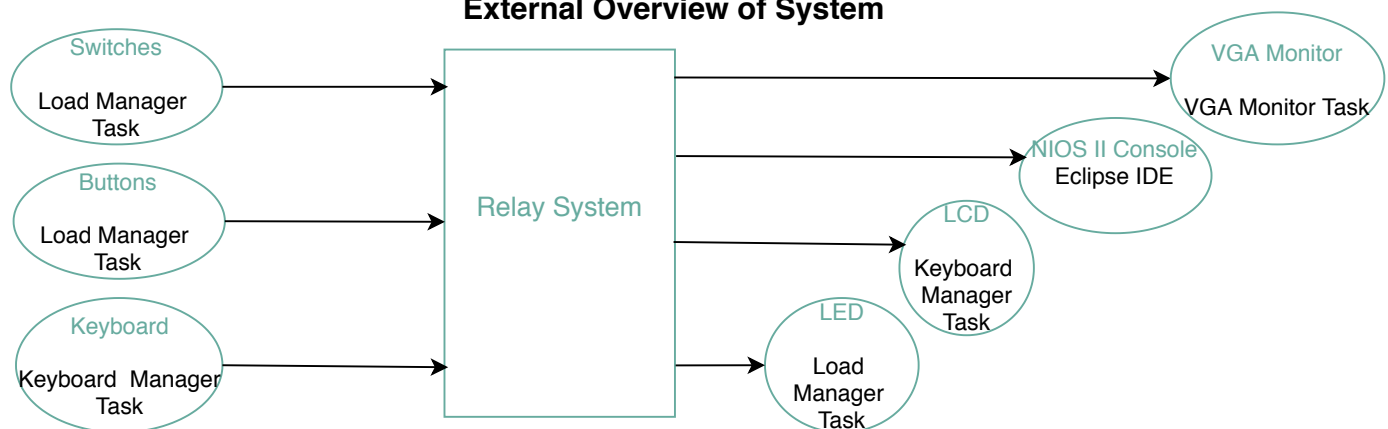 External Overview of System
Switches
Load Manager
Task
Buttons
Load Manager
Task
Keyboard
Keyboard Manager
Task
Relay System
VGA Monitor
VGA Monitor Task
NIOS II Console
Eclipse IDE
LCD
Keyboard
Manager
Task
LED
Load
Manager
Task